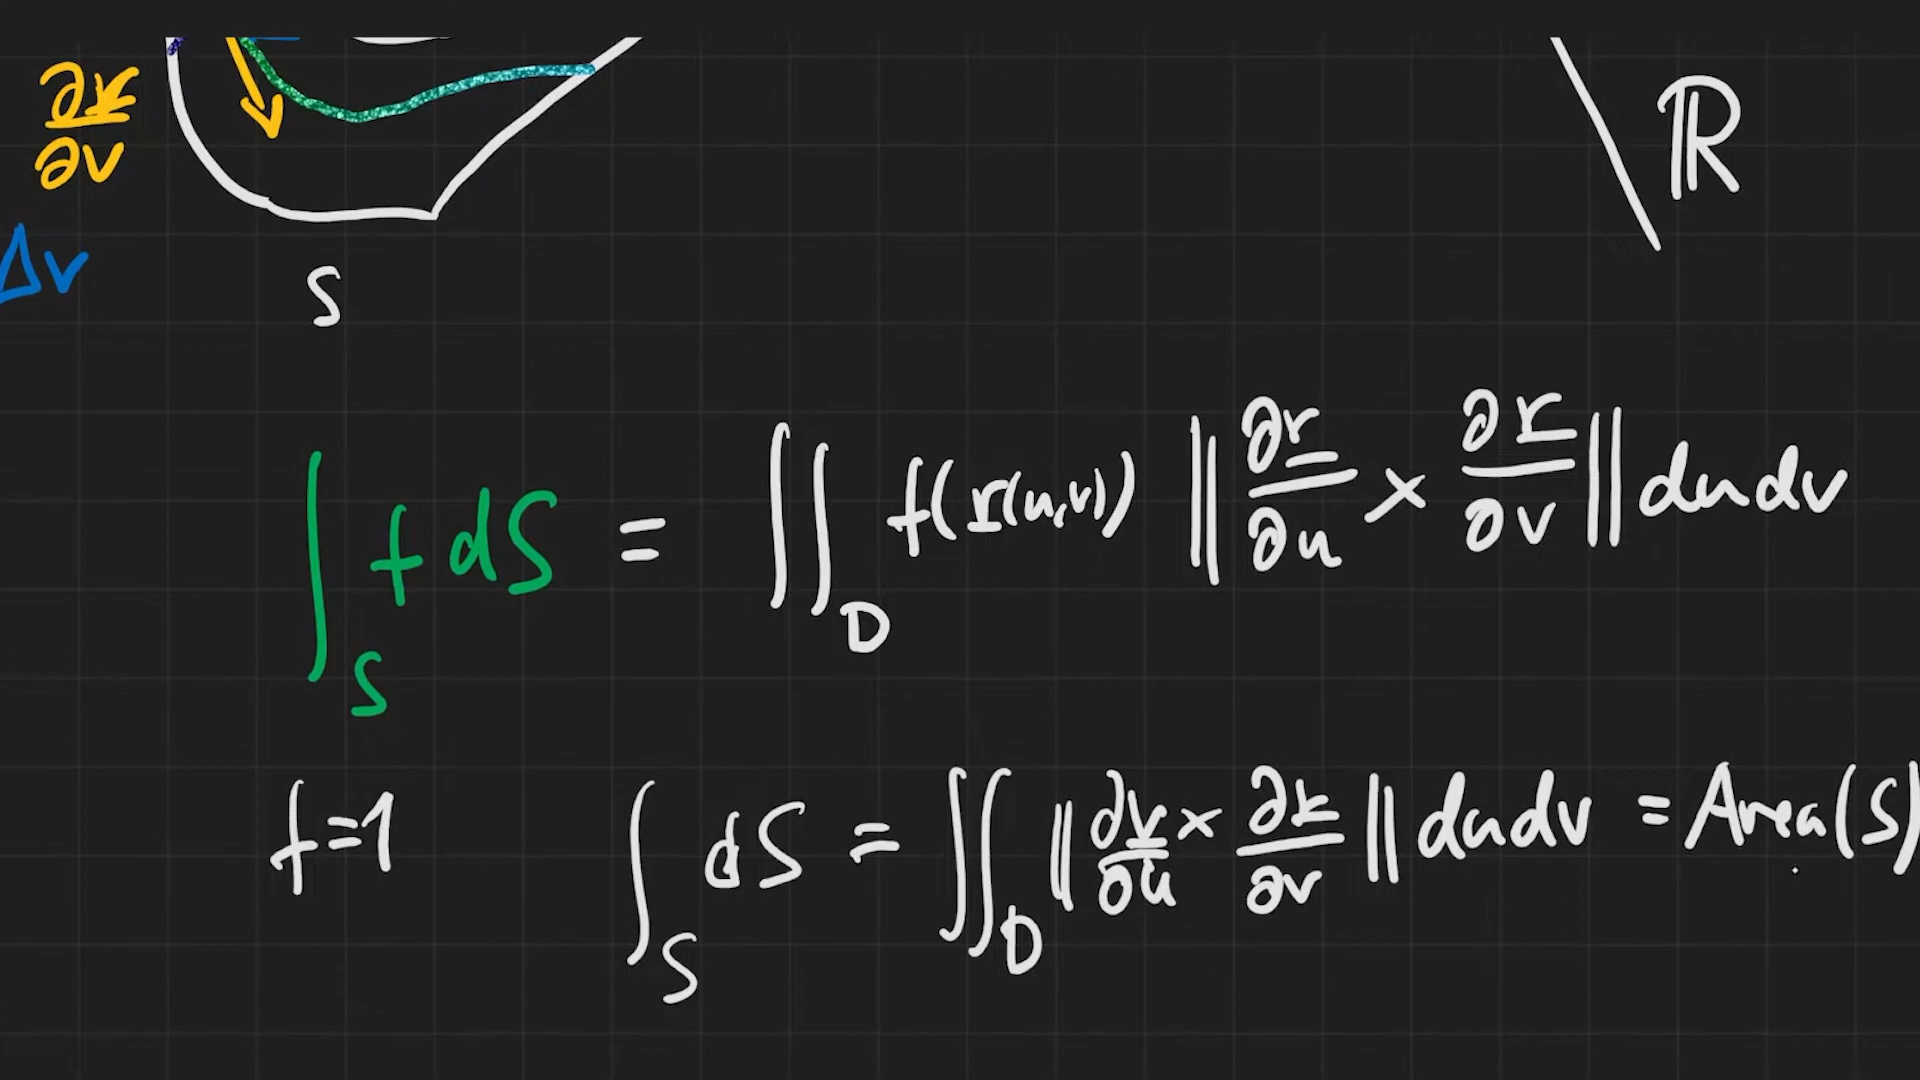 ∂r/∂v
ℝ
Δv
S
∫_S f dS = ∬_D f(r(u,v)) ‖∂r/∂u × ∂r/∂v‖ du dv
f=1 ∫_S dS = ∬_D ‖∂r/∂u × ∂r/∂v‖ du dv = Area(S)